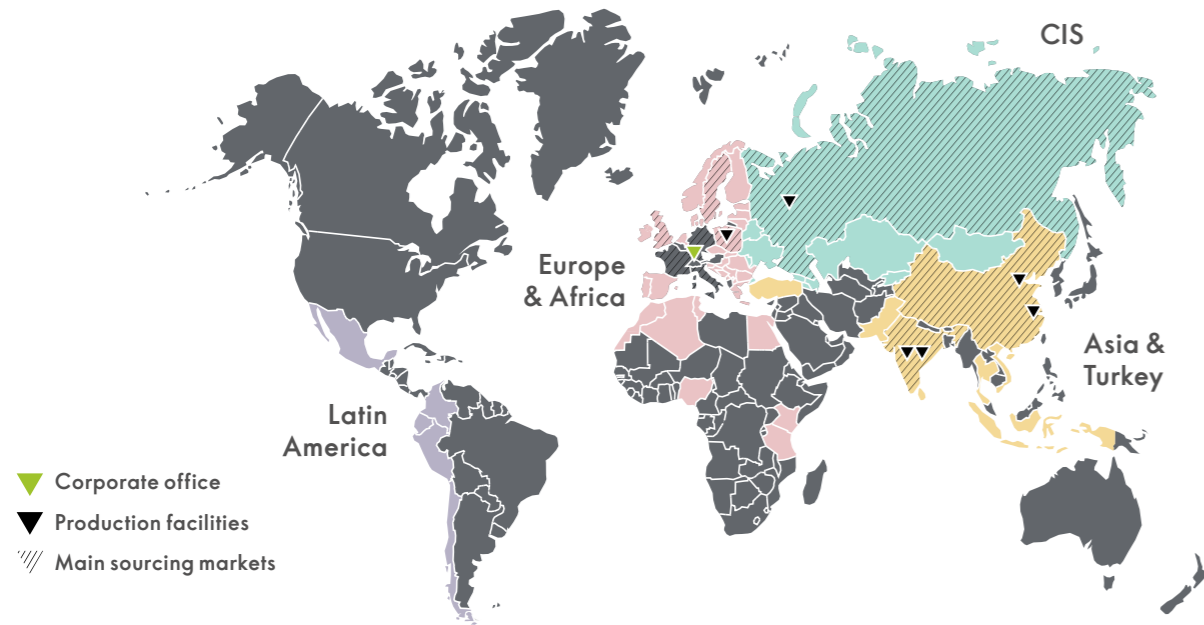 CIS
Europe
& Africa
Asia &
Turkey
Latin
America
Corporate office
Production facilities
Main sourcing markets